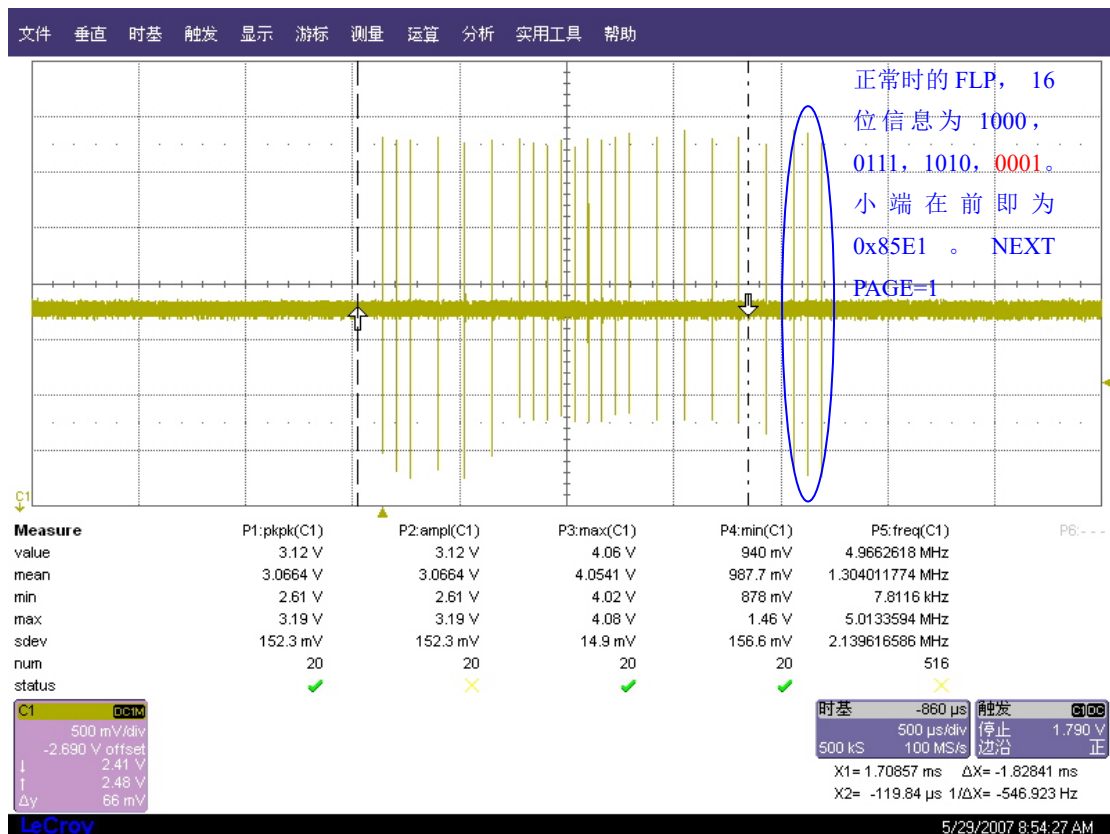 文件 垂直 时基 触发 显示 游标 测量 运算 分析 实用工具 帮助
正常时的 FLP, 16
位信息为 1000,
0111, 1010, 0001。
小端在前即为
0x85E1 。 NEXT
PAGE=1
C1
Measure P1:pkpk(C1) P2:ampl(C1) P3:max(C1) P4:min(C1) P5:freq(C1) P6:- - -
value 3.12 V 3.12 V 4.06 V 940 mV 4.9662618 MHz
mean 3.0664 V 3.0664 V 4.0541 V 987.7 mV 1.304011774 MHz
min 2.61 V 2.61 V 4.02 V 878 mV 7.8116 kHz
max 3.19 V 3.19 V 4.08 V 1.46 V 5.0133594 MHz
sdev 152.3 mV 152.3 mV 14.9 mV 156.6 mV 2.139616586 MHz
num 20 20 20 20 516
status
C1 DC1M
500 mV/div
-2.690 V offset
↓ 2.41 V
↑ 2.48 V
Δy 66 mV
时基 -860 µs
500 µs/div
500 kS 100 MS/s
触发 C1 DC
停止 1.790 V
边沿 正
X1= 1.70857 ms ΔX= -1.82841 ms
X2= -119.84 µs 1/ΔX= -546.923 Hz
LeCroy
5/29/2007 8:54:27 AM